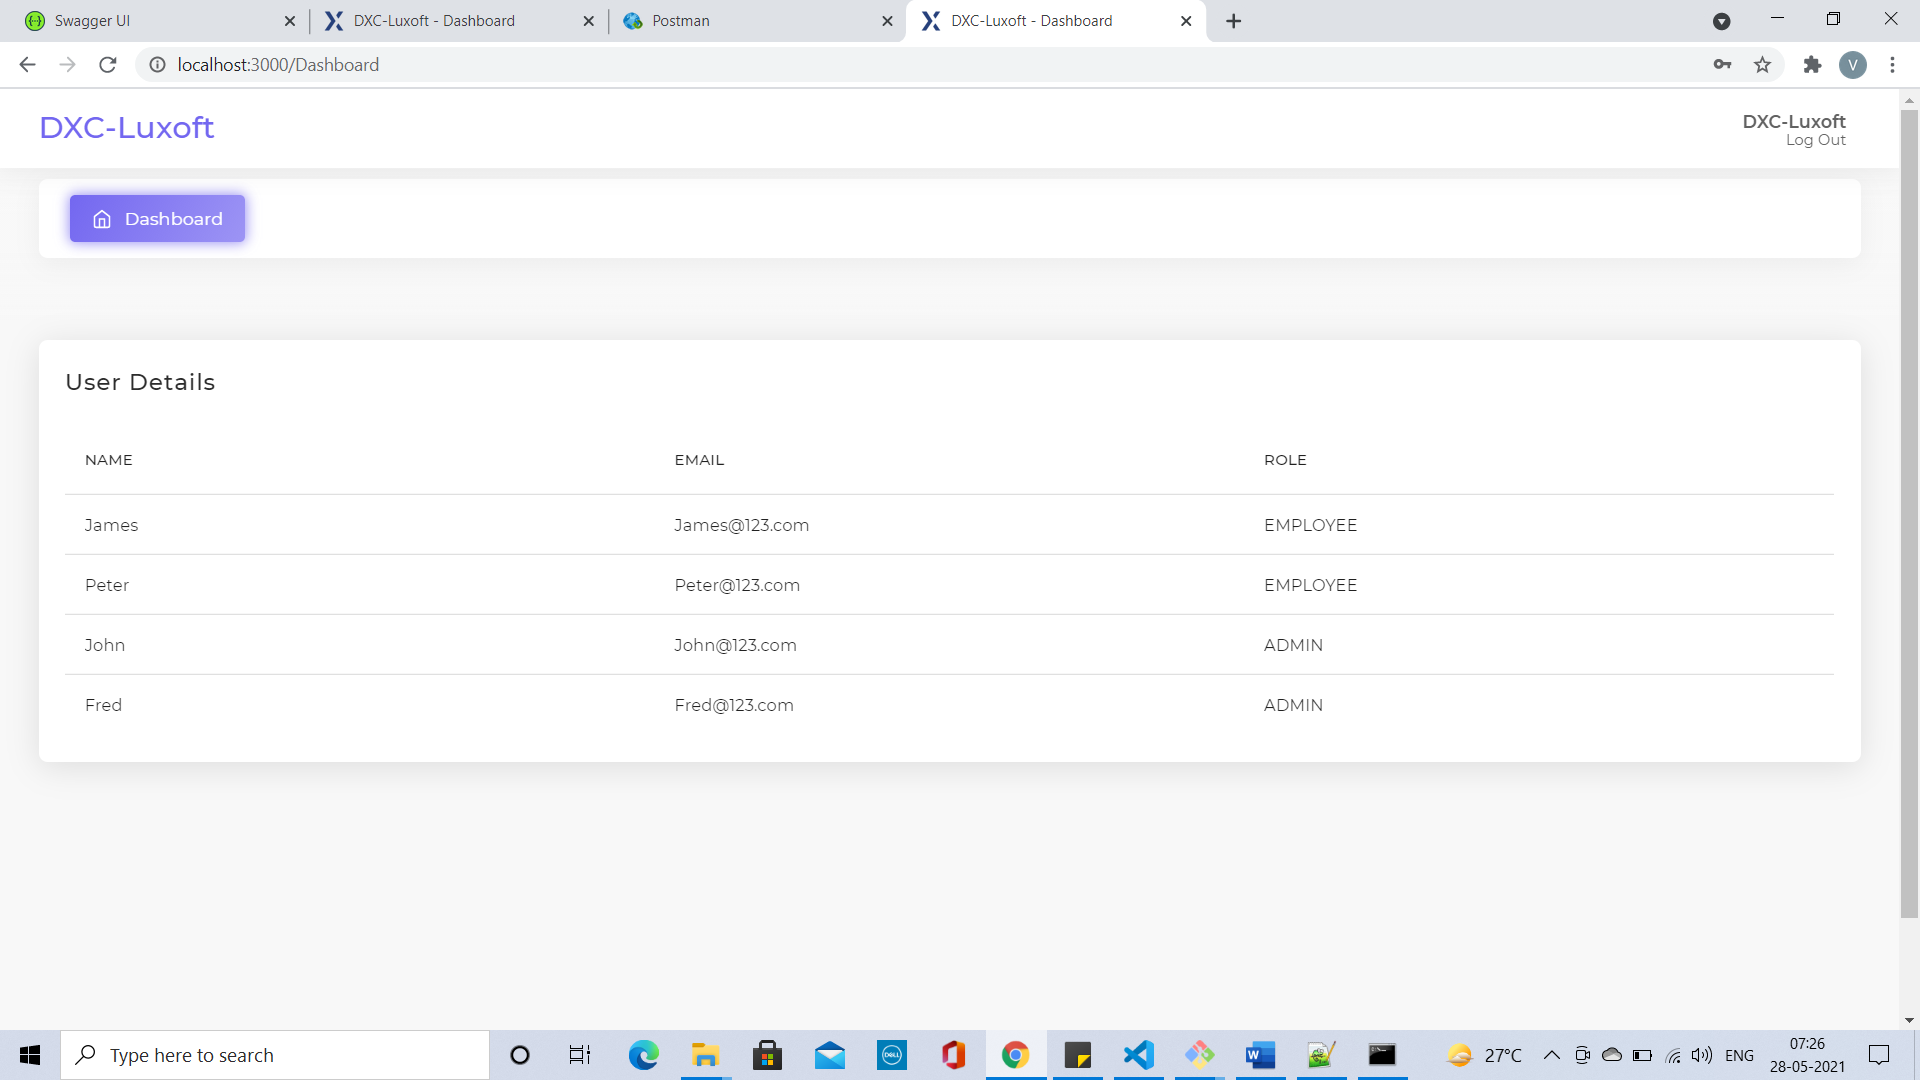 Swagger UI
DXC-Luxoft - Dashboard
Postman
DXC-Luxoft - Dashboard
localhost:3000/Dashboard
V
DXC-Luxoft
DXC-Luxoft
Log Out
Dashboard
User Details
NAME EMAIL ROLE
James James@123.com EMPLOYEE
Peter Peter@123.com EMPLOYEE
John John@123.com ADMIN
Fred Fred@123.com ADMIN
Type here to search
DELL
W
27°C
ENG
07:26
28-05-2021